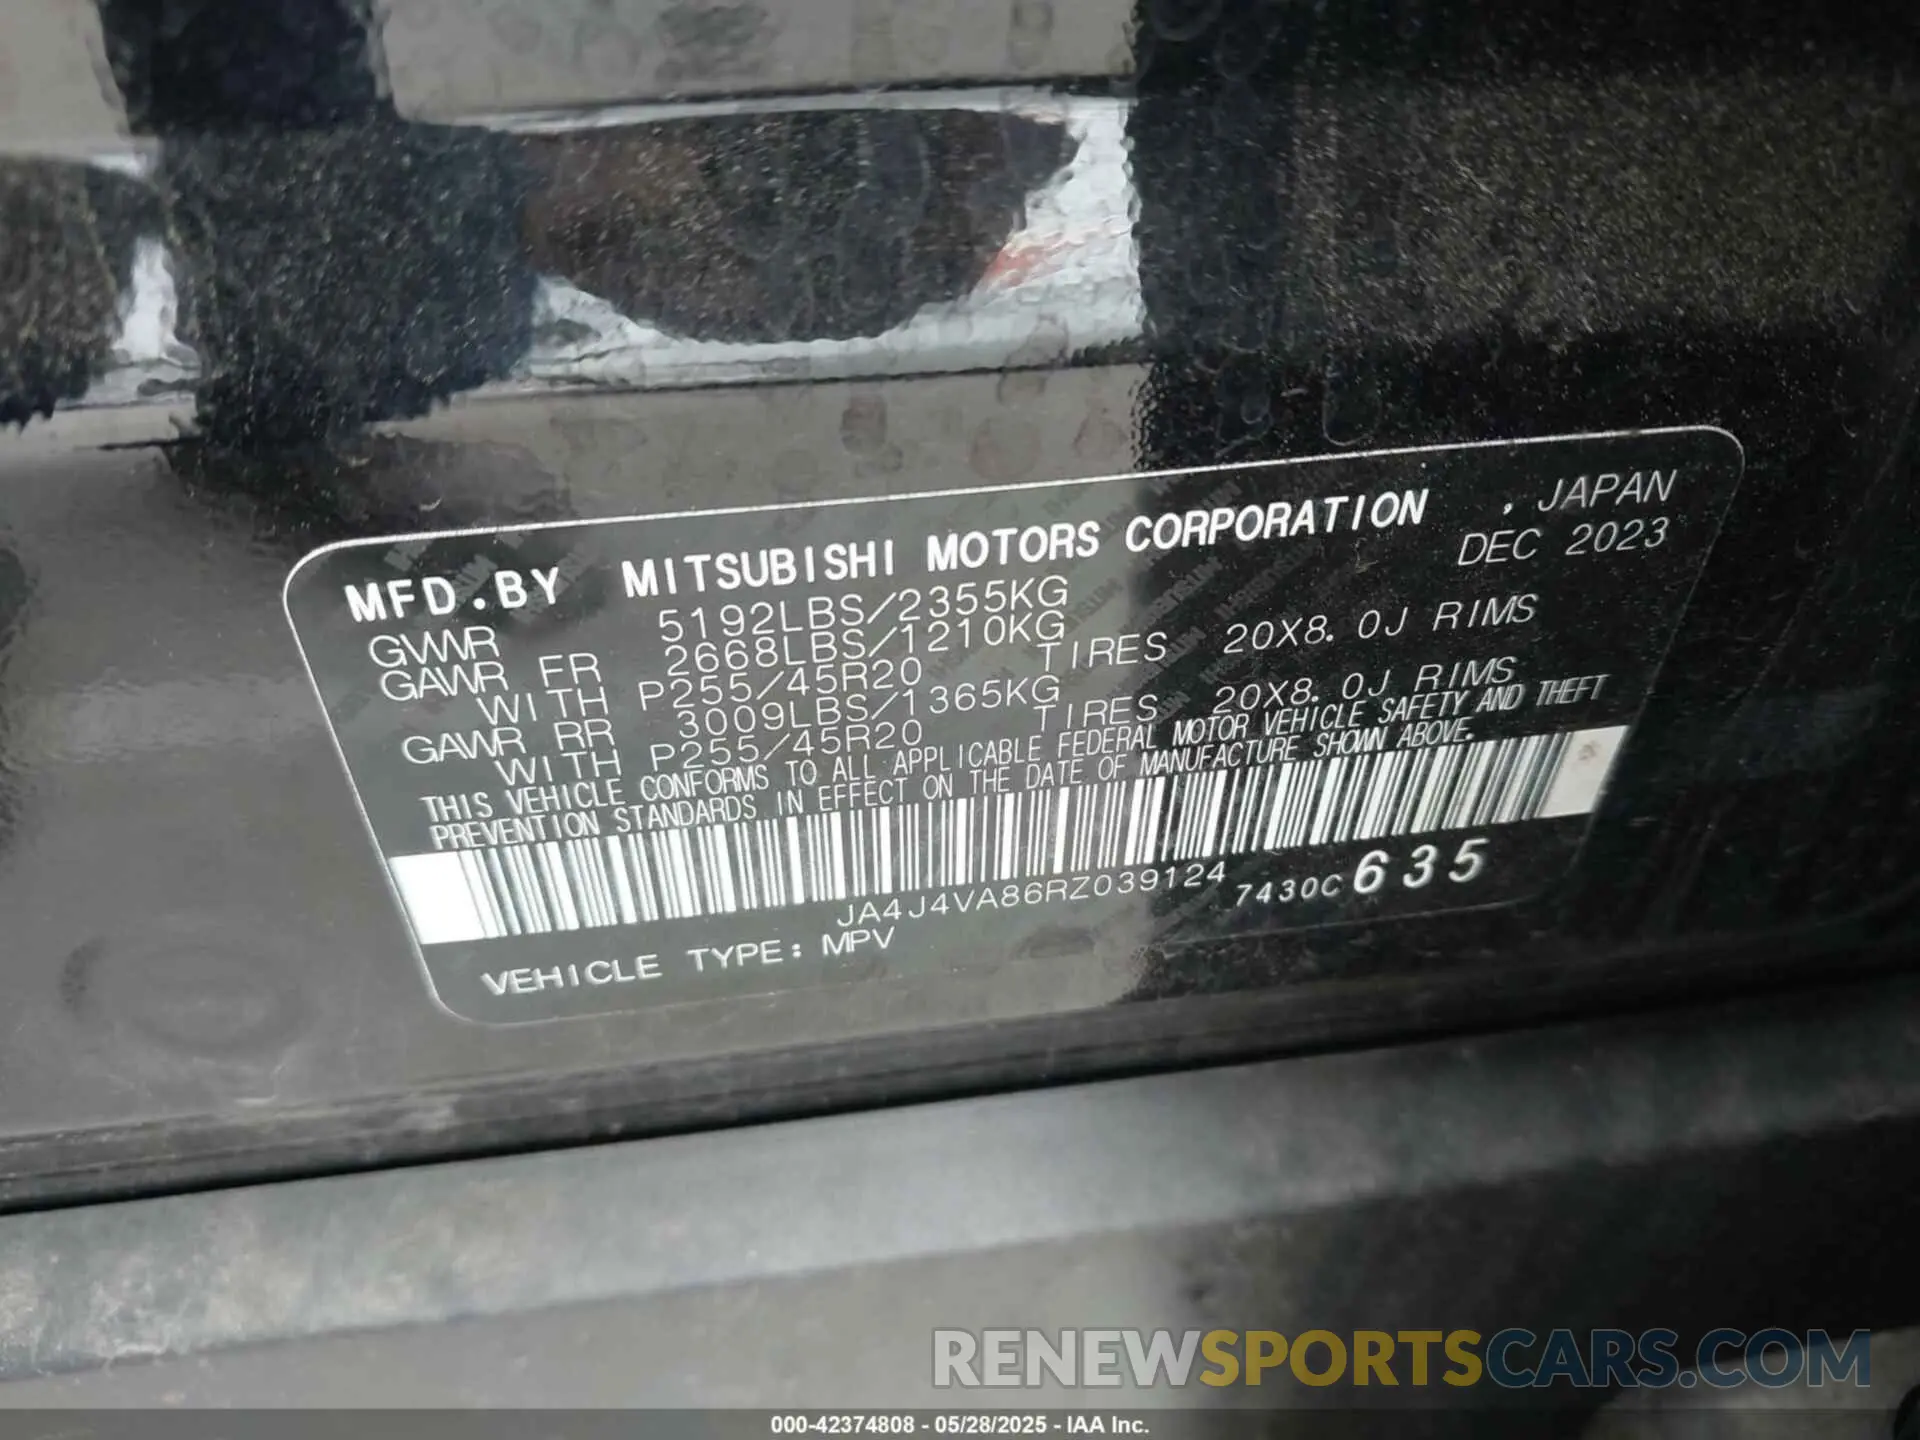 MFD.BY MITSUBISHI MOTORS CORPORATION , JAPAN
DEC 2023
GVWR 5192LBS/2355KG
GAWR FR 2668LBS/1210KG
WITH P255/45R20 TIRES 20X8.0J RIMS
GAWR RR 3009LBS/1365KG
WITH P255/45R20 TIRES 20X8.0J RIMS
THIS VEHICLE CONFORMS TO ALL APPLICABLE FEDERAL MOTOR VEHICLE SAFETY AND THEFT
PREVENTION STANDARDS IN EFFECT ON THE DATE OF MANUFACTURE SHOWN ABOVE.
JA4J4VA86RZ039124 7430C 635
VEHICLE TYPE: MPV
RENEWSPORTSCARS.COM
000-42374808 - 05/28/2025 - IAA Inc.